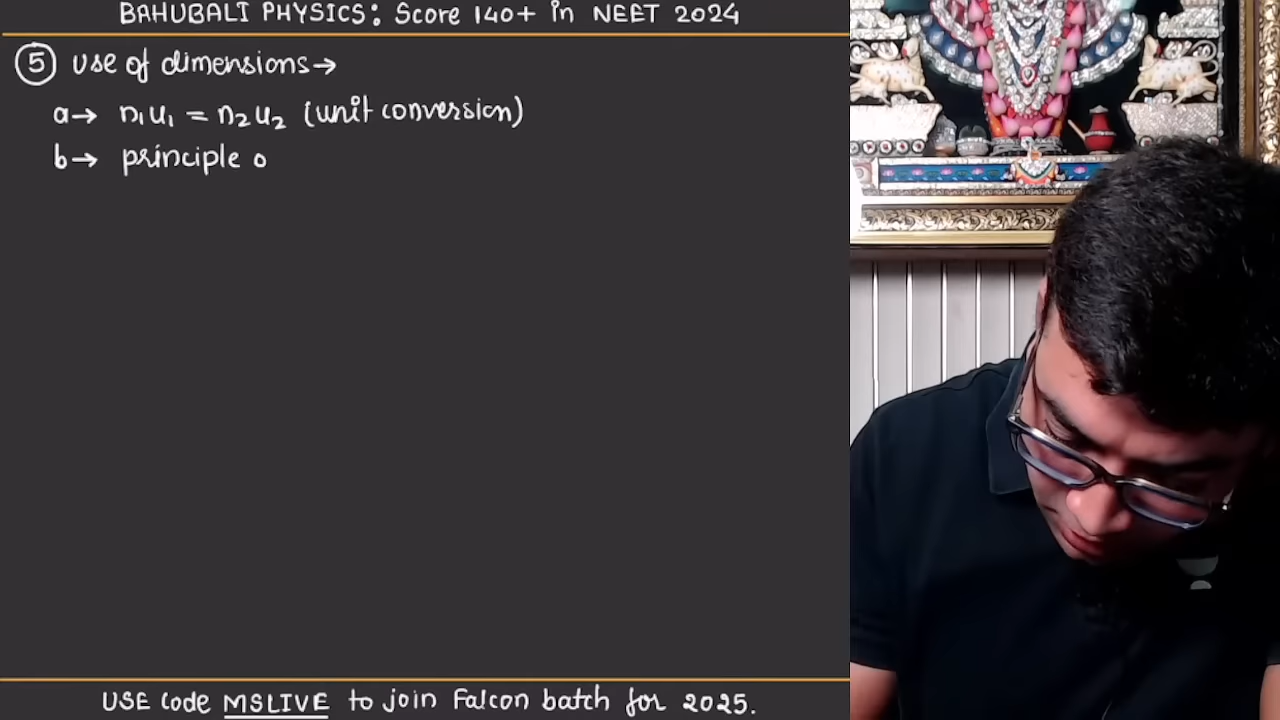 BAHUBALI PHYSICS: Score 140+ in NEET 2024
5 use of dimensions→
a→ n₁u₁ = n₂u₂ (unit conversion)
b→ principle o
USE Code MSLIVE to join Falcon batch for 2025.